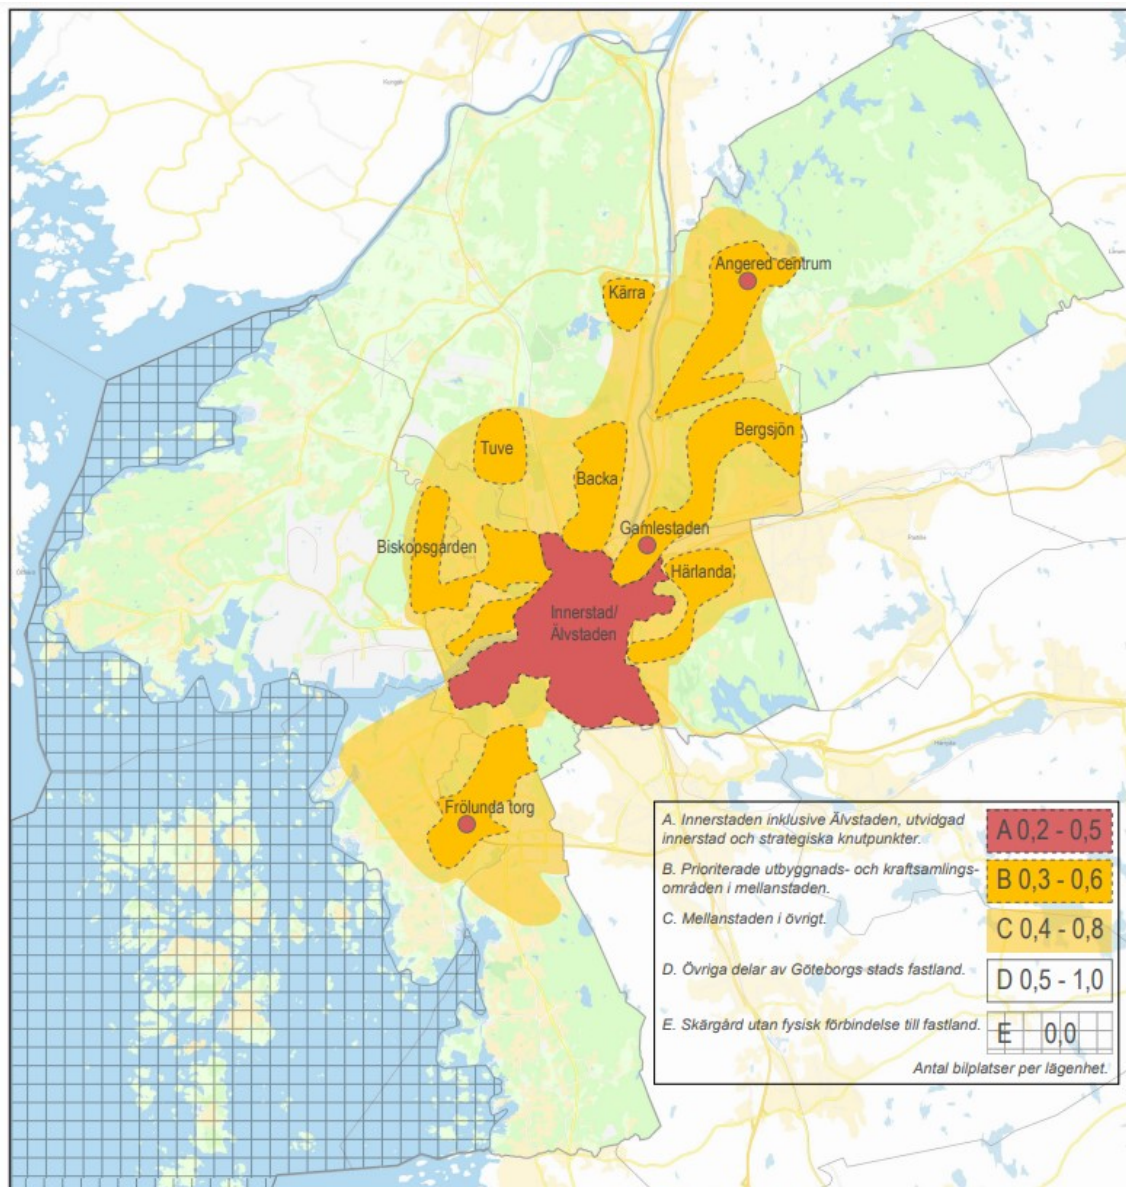 Kungälv
Angered centrum
Kärra
Tuve
Bergsjön
Backa
Gamlestaden
Biskopsgården
Härlanda
Innerstad/
Älvstaden
Partille
Öckerö
Frölunda torg
A. Innerstaden inklusive Älvstaden, utvidgad
innerstad och strategiska knutpunkter.
A 0,2 - 0,5
B. Prioriterade utbyggnads- och kraftsamlings-
områden i mellanstaden.
B 0,3 - 0,6
C. Mellanstaden i övrigt.
C 0,4 - 0,8
D. Övriga delar av Göteborgs stads fastland.
D 0,5 - 1,0
E. Skärgård utan fysisk förbindelse till fastland.
E 0,0
Antal bilplatser per lägenhet.